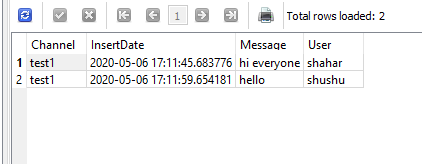 1 Total rows loaded: 2
Channel InsertDate Message User
1 test1 2020-05-06 17:11:45.683776 hi everyone shahar
2 test1 2020-05-06 17:11:59.654181 hello shushu